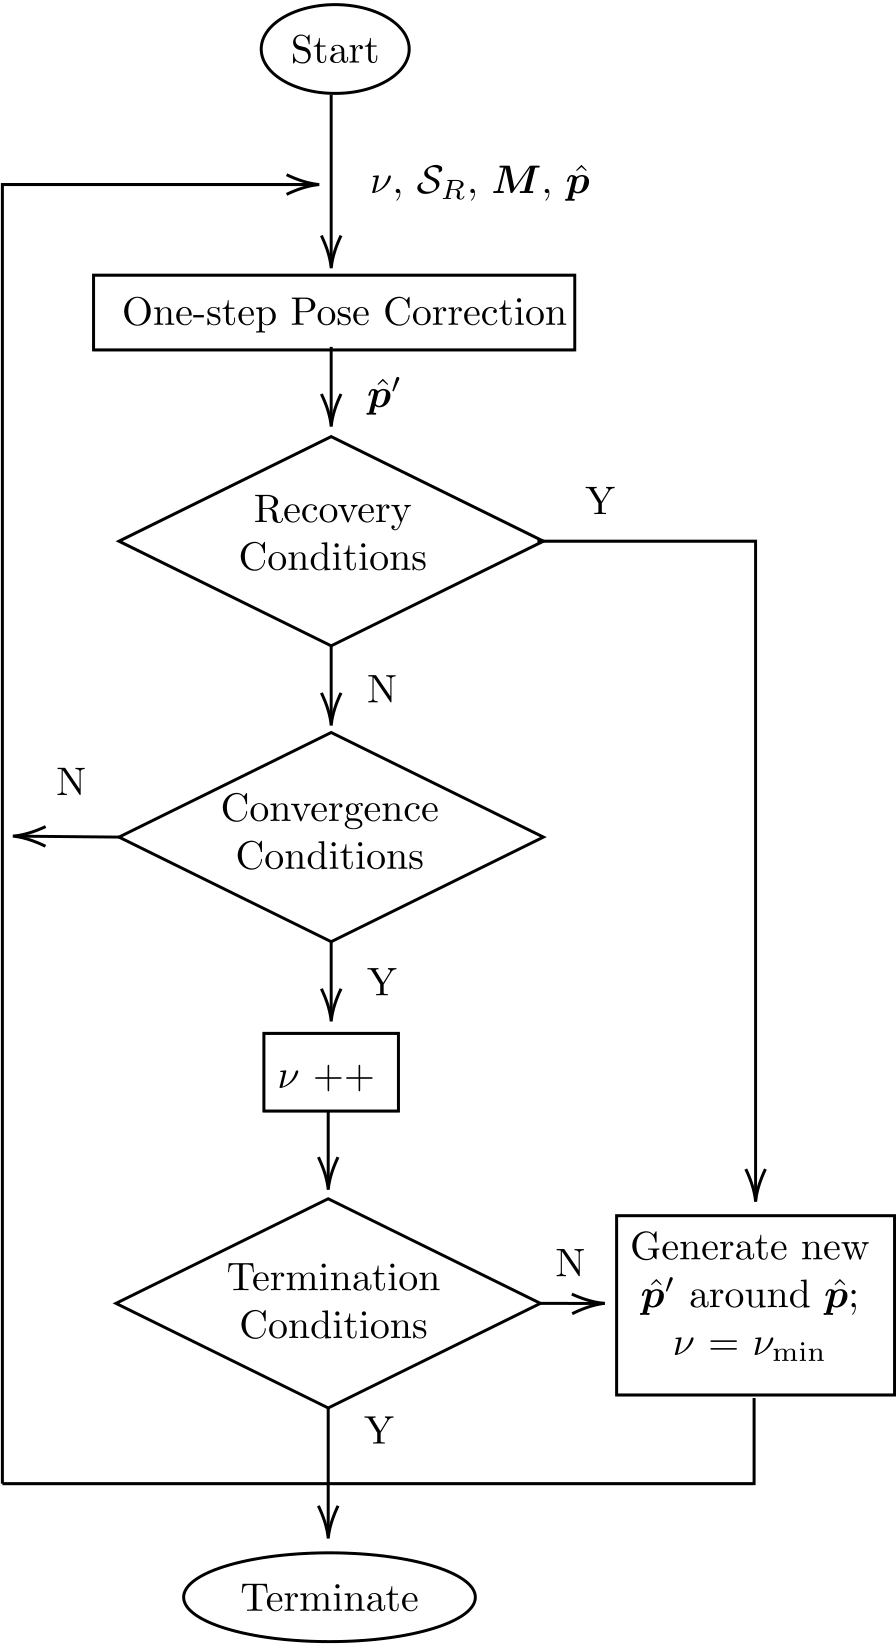 Start
ν, 𝒮_R, M, p̂
One-step Pose Correction
p̂′
Recovery
Conditions
Y
N
Convergence
Conditions
N
Y
ν ++
Termination
Conditions
N
Generate new
p̂′ around p̂;
ν = ν_min
Y
Terminate